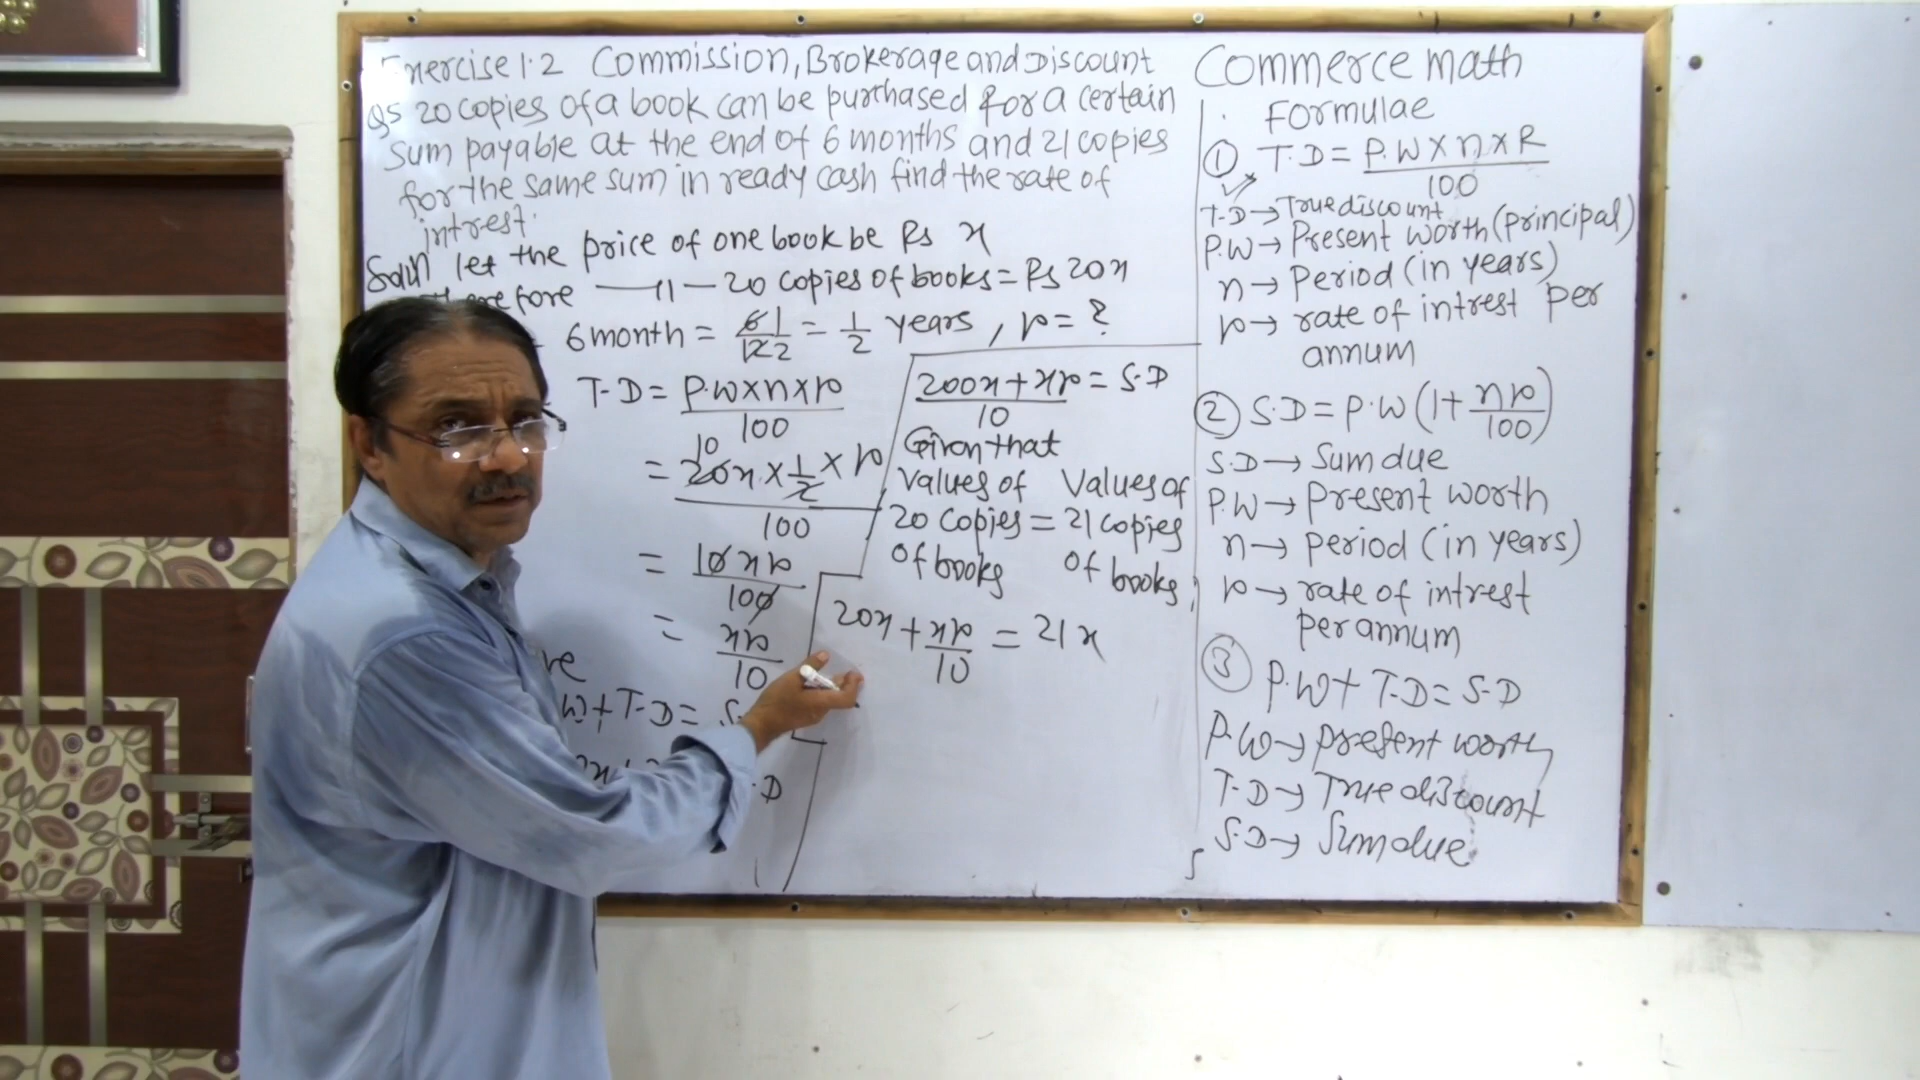 Exercise 1.2 Commission, Brokerage and Discount
Q5 20 copies of a book can be purchased for a certain
sum payable at the end of 6 months and 21 copies
for the same sum in ready cash find the rate of
intrest.
Soln let the price of one book be Rs x
therefore —— 11 — 20 copies of books = Rs 20x
6 month = 6 1 / 12 2 = 1/2 years, r = ?
T.D = P.W x n x r / 100
10
= 20x x 1/2 x r / 100
= 10 x r / 100
= xr / 10
W + T.D =
.D
200x + xr / 10 = S.D
Given that
Values of Values of
20 copies = 21 copies
of books of books
20x + xr / 10 = 21x
Commerce math
Formulae
① T.D = P.W x n x R / 100
T.D → True discount
P.W → Present worth (principal)
n → Period (in years)
r → rate of intrest per
annum
② S.D = P.W (1 + nr / 100)
S.D → Sum due
P.W → Present worth
n → period (in years)
r → rate of intrest
per annum
③ P.W + T.D = S.D
P.W → present worth
T.D → True discount
S.D → Sum due